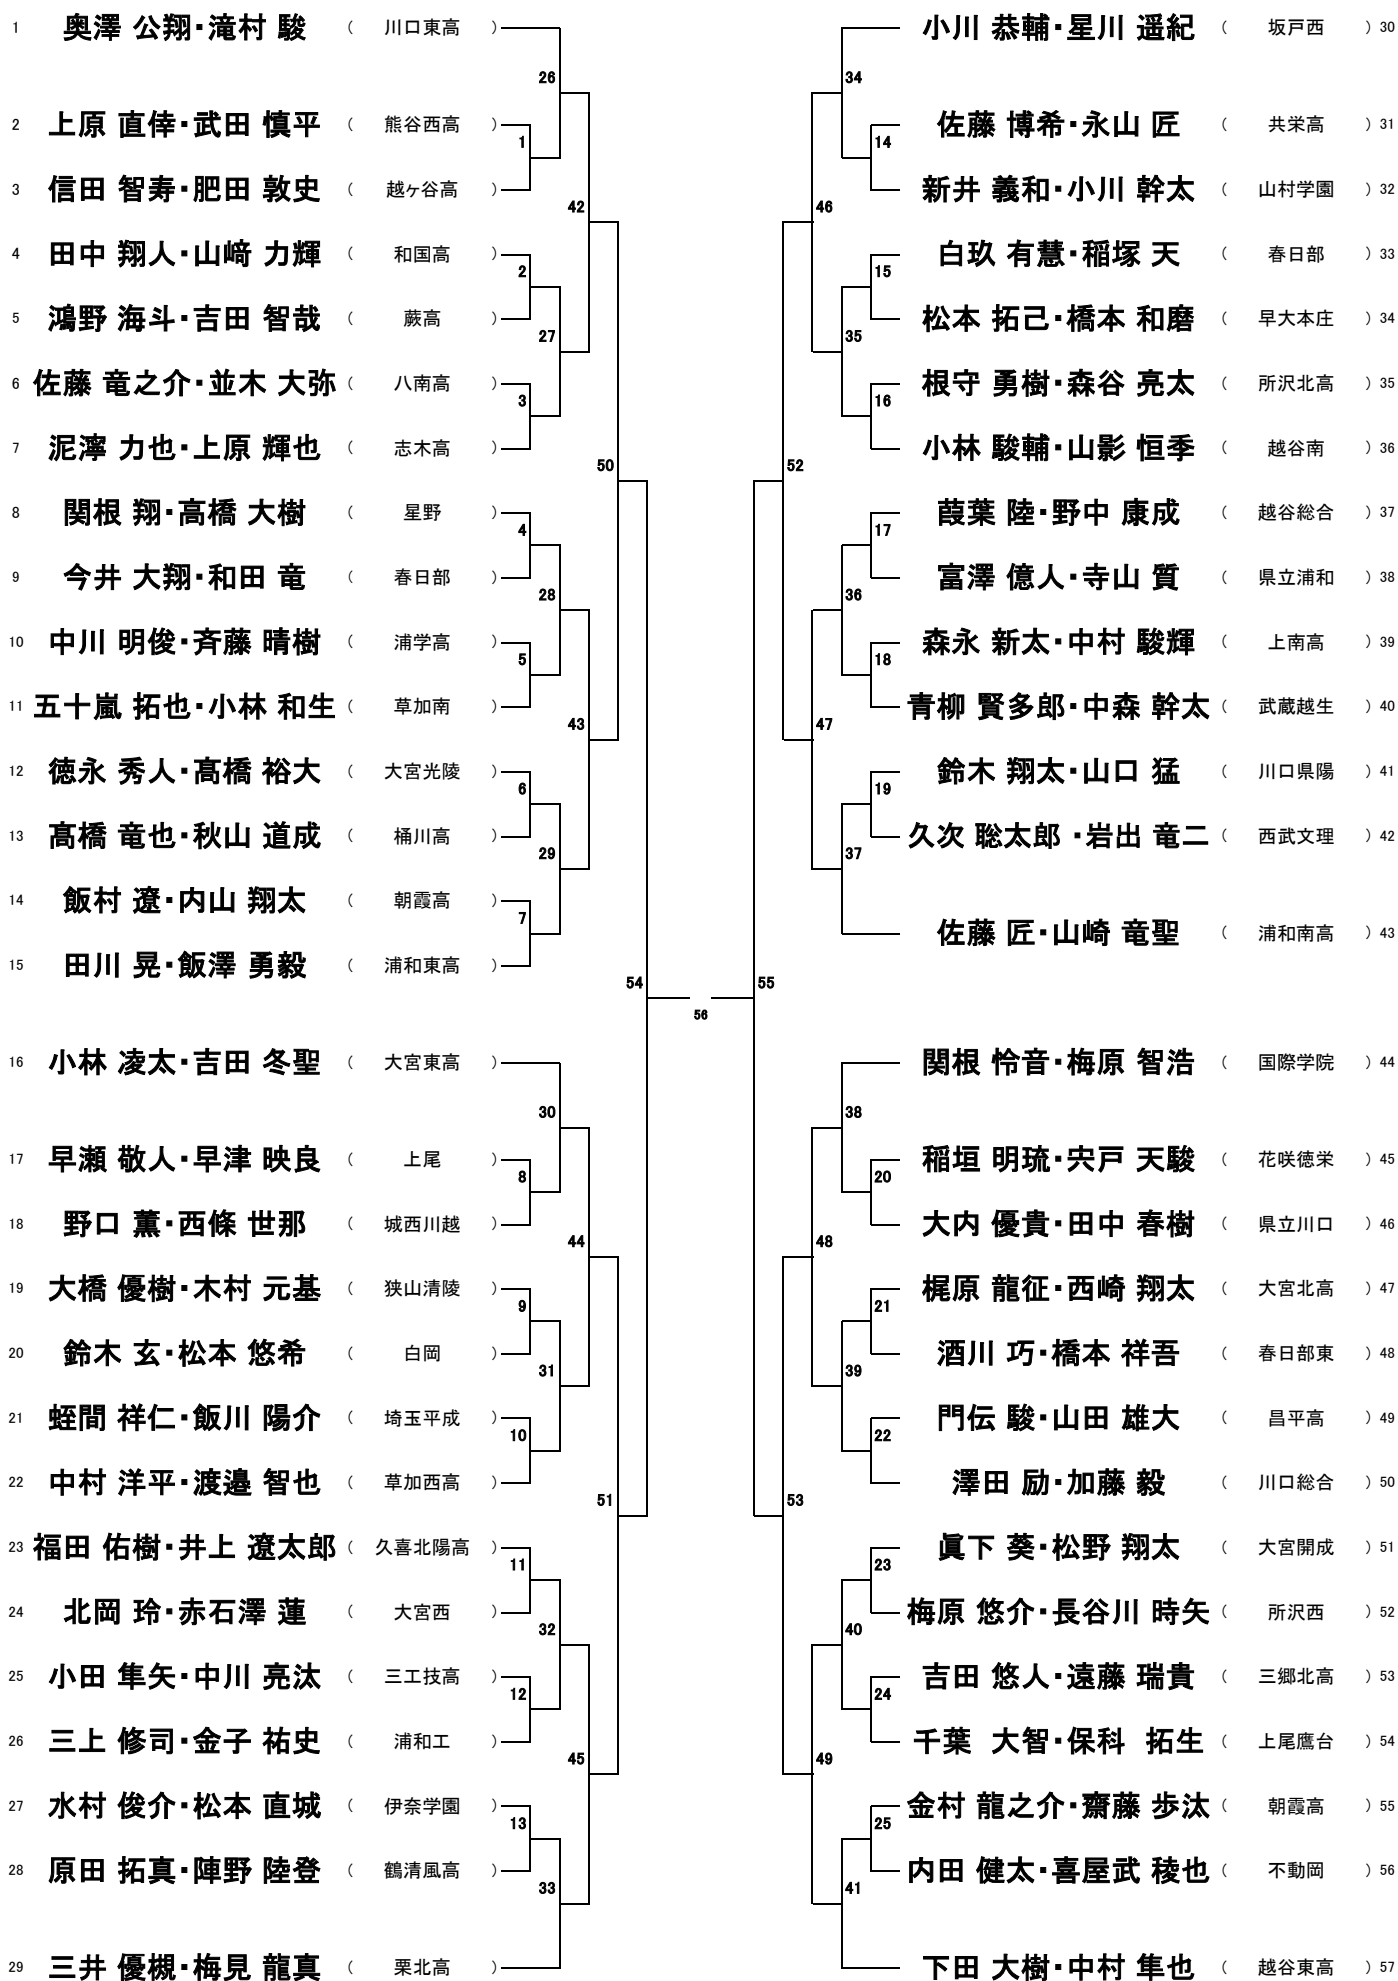 1 奥澤 公翔・滝村 駿 （ 川口東高 ）
26
2 上原 直倖・武田 慎平 （ 熊谷西高 ）
1
3 信田 智寿・肥田 敦史 （ 越ヶ谷高 ）
42
4 田中 翔人・山﨑 力輝 （ 和国高 ）
2
5 鴻野 海斗・吉田 智哉 （ 蕨高 ）
27
6 佐藤 竜之介・並木 大弥 （ 八南高 ）
3
7 泥濘 力也・上原 輝也 （ 志木高 ）
50
8 関根 翔・高橋 大樹 （ 星野 ）
4
9 今井 大翔・和田 竜 （ 春日部 ）
28
10 中川 明俊・斉藤 晴樹 （ 浦学高 ）
5
11 五十嵐 拓也・小林 和生 （ 草加南 ）
43
12 徳永 秀人・髙橋 裕大 （ 大宮光陵 ）
6
13 髙橋 竜也・秋山 道成 （ 桶川高 ）
29
14 飯村 遼・内山 翔太 （ 朝霞高 ）
7
15 田川 晃・飯澤 勇毅 （ 浦和東高 ）
54
16 小林 凌太・吉田 冬聖 （ 大宮東高 ）
30
17 早瀬 敬人・早津 映良 （ 上尾 ）
8
18 野口 薫・西條 世那 （ 城西川越 ）
44
19 大橋 優樹・木村 元基 （ 狭山清陵 ）
9
20 鈴木 玄・松本 悠希 （ 白岡 ）
31
21 蛭間 祥仁・飯川 陽介 （ 埼玉平成 ）
10
22 中村 洋平・渡邉 智也 （ 草加西高 ）
51
23 福田 佑樹・井上 遼太郎 （ 久喜北陽高 ）
11
24 北岡 玲・赤石澤 蓮 （ 大宮西 ）
32
25 小田 隼矢・中川 亮汰 （ 三工技高 ）
12
26 三上 修司・金子 祐史 （ 浦和工 ）
45
27 水村 俊介・松本 直城 （ 伊奈学園 ）
13
28 原田 拓真・陣野 陸登 （ 鶴清風高 ）
33
29 三井 優槻・梅見 龍真 （ 栗北高 ）
56
小川 恭輔・星川 遥紀 （ 坂戸西 ） 30
34
佐藤 博希・永山 匠 （ 共栄高 ） 31
14
新井 義和・小川 幹太 （ 山村学園 ） 32
46
白玖 有慧・稲塚 天 （ 春日部 ） 33
15
松本 拓己・橋本 和磨 （ 早大本庄 ） 34
35
根守 勇樹・森谷 亮太 （ 所沢北高 ） 35
16
小林 駿輔・山影 恒季 （ 越谷南 ） 36
52
葭葉 陸・野中 康成 （ 越谷総合 ） 37
17
富澤 億人・寺山 質 （ 県立浦和 ） 38
36
森永 新太・中村 駿輝 （ 上南高 ） 39
18
青柳 賢多郎・中森 幹太 （ 武蔵越生 ） 40
47
鈴木 翔太・山口 猛 （ 川口県陽 ） 41
19
久次 聡太郎 ・岩出 竜二 （ 西武文理 ） 42
37
佐藤 匠・山崎 竜聖 （ 浦和南高 ） 43
55
関根 怜音・梅原 智浩 （ 国際学院 ） 44
38
稲垣 明琉・宍戸 天駿 （ 花咲徳栄 ） 45
20
大内 優貴・田中 春樹 （ 県立川口 ） 46
48
梶原 龍征・西崎 翔太 （ 大宮北高 ） 47
21
酒川 巧・橋本 祥吾 （ 春日部東 ） 48
39
門伝 駿・山田 雄大 （ 昌平高 ） 49
22
澤田 励・加藤 毅 （ 川口総合 ） 50
53
眞下 葵・松野 翔太 （ 大宮開成 ） 51
23
梅原 悠介・長谷川 時矢 （ 所沢西 ） 52
40
吉田 悠人・遠藤 瑞貴 （ 三郷北高 ） 53
24
千葉 大智・保科 拓生 （ 上尾鷹台 ） 54
49
金村 龍之介・齋藤 歩汰 （ 朝霞高 ） 55
25
内田 健太・喜屋武 稜也 （ 不動岡 ） 56
41
下田 大樹・中村 隼也 （ 越谷東高 ） 57